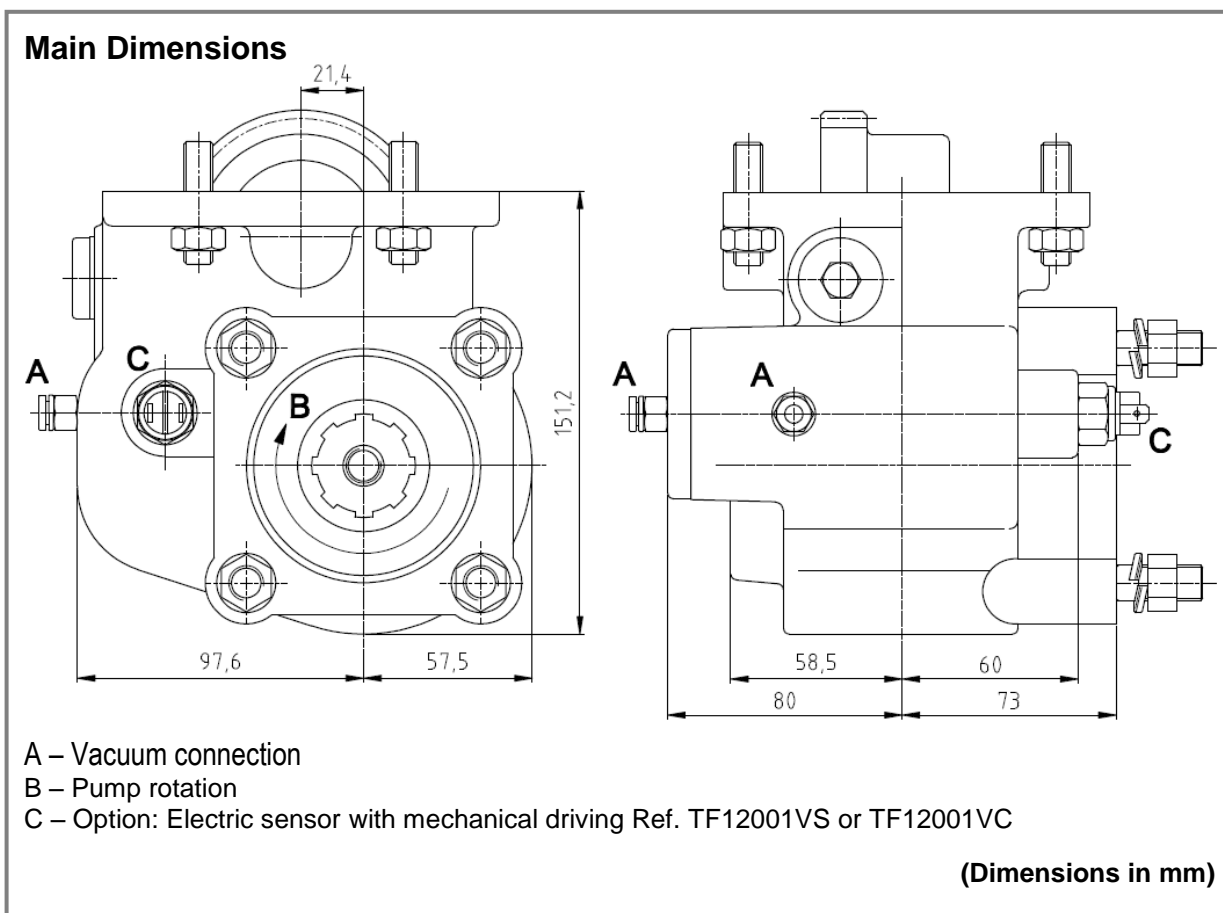 Main Dimensions
21,4
A
C
B
151,2
A
A
C
97,6
57,5
58,5
60
80
73
A – Vacuum connection
B – Pump rotation
C – Option: Electric sensor with mechanical driving Ref. TF12001VS or TF12001VC
(Dimensions in mm)